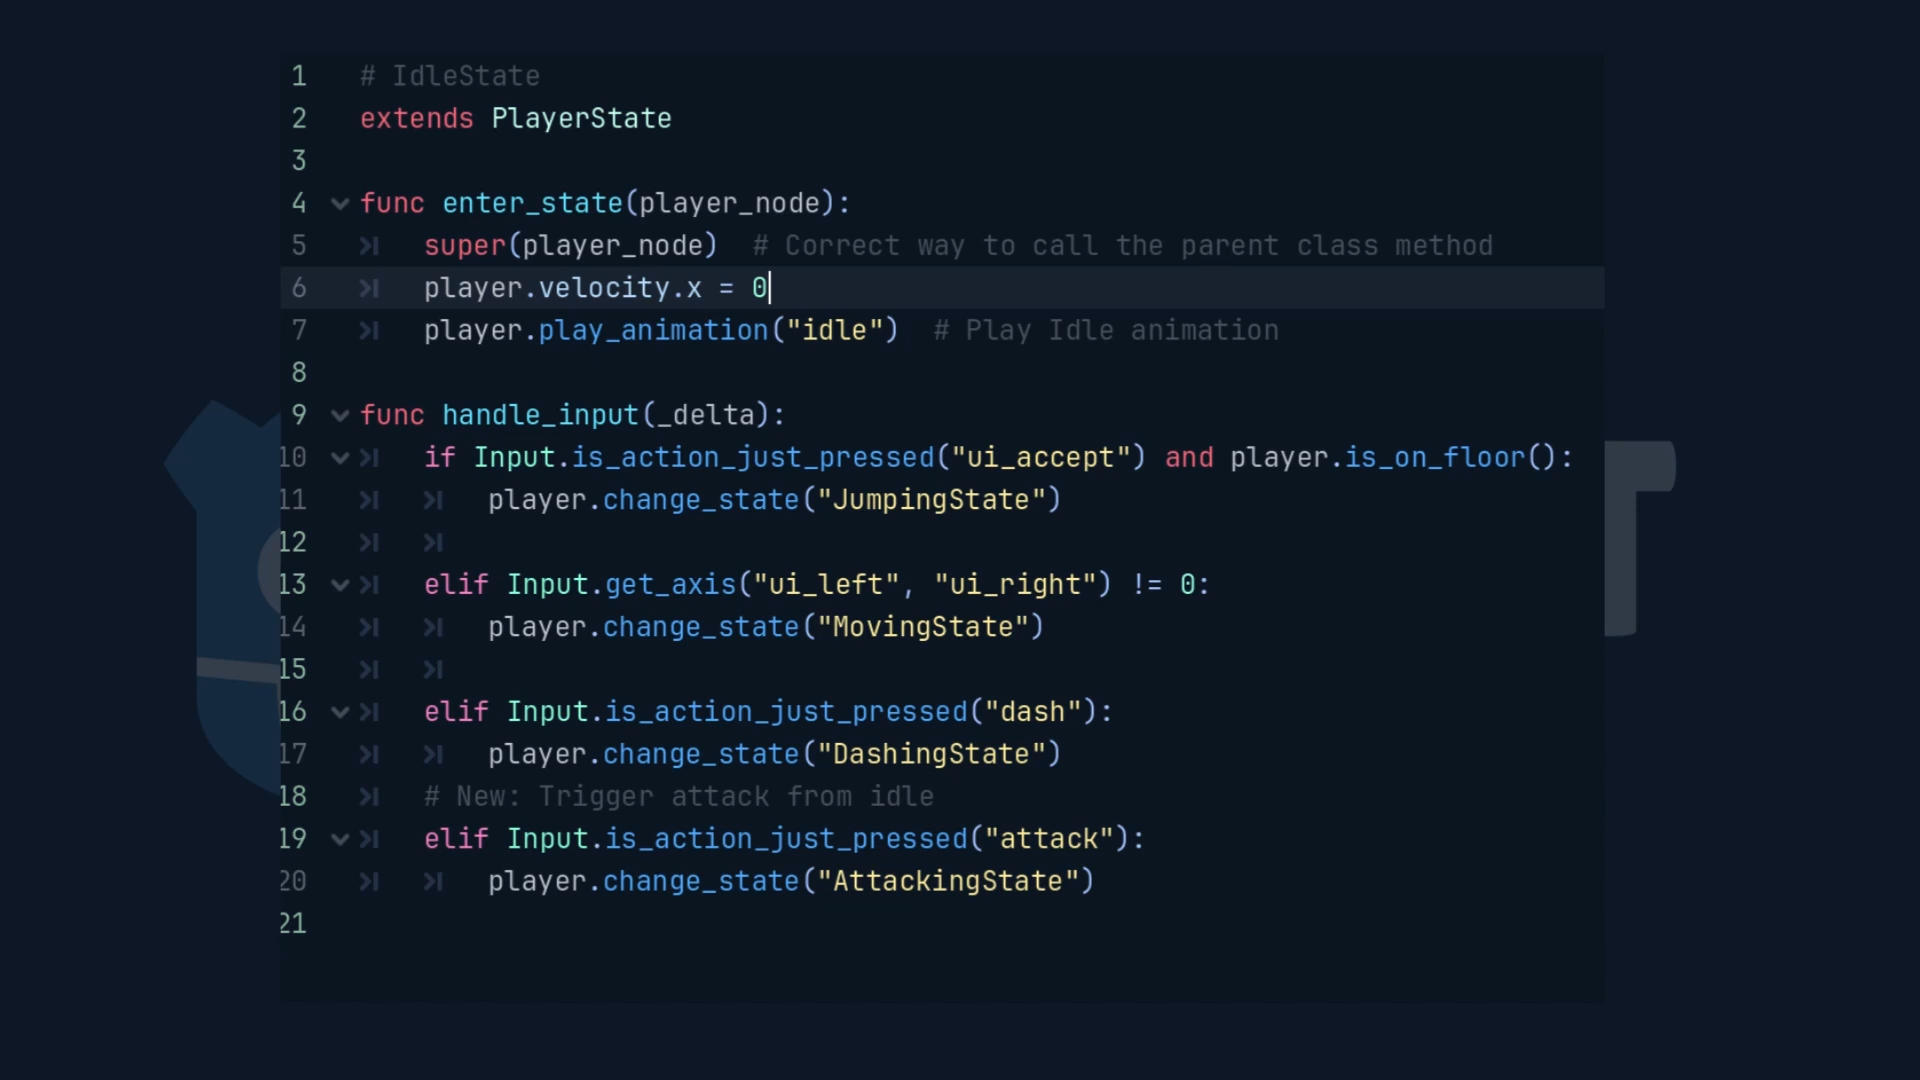 1 # IdleState
2 extends PlayerState
3
4 func enter_state(player_node):
5 super(player_node)  # Correct way to call the parent class method
6 player.velocity.x = 0
7 player.play_animation("idle")  # Play Idle animation
8
9 func handle_input(_delta):
10 if Input.is_action_just_pressed("ui_accept") and player.is_on_floor():
11 player.change_state("JumpingState")
12
13 elif Input.get_axis("ui_left", "ui_right") != 0:
14 player.change_state("MovingState")
15
16 elif Input.is_action_just_pressed("dash"):
17 player.change_state("DashingState")
18 # New: Trigger attack from idle
19 elif Input.is_action_just_pressed("attack"):
20 player.change_state("AttackingState")
21